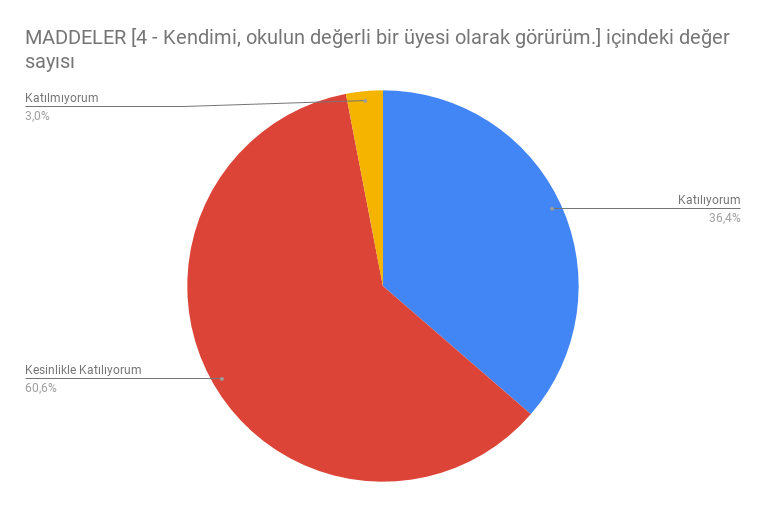 MADDELER [4 - Kendimi, okulun değerli bir üyesi olarak görürüm.] içindeki değer
sayısı
Katılmıyorum
3,0%
Katılıyorum
36,4%
Kesinlikle Katılıyorum
60,6%